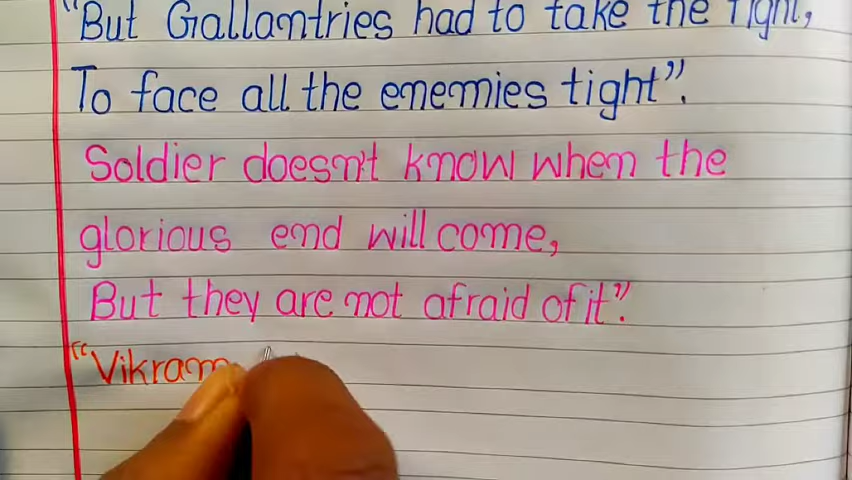 "But Gallantries had to take the fight,
To face all the enemies tight".
Soldier doesn't know when the
glorious end will come,
But they are not afraid of it".
"Vikram